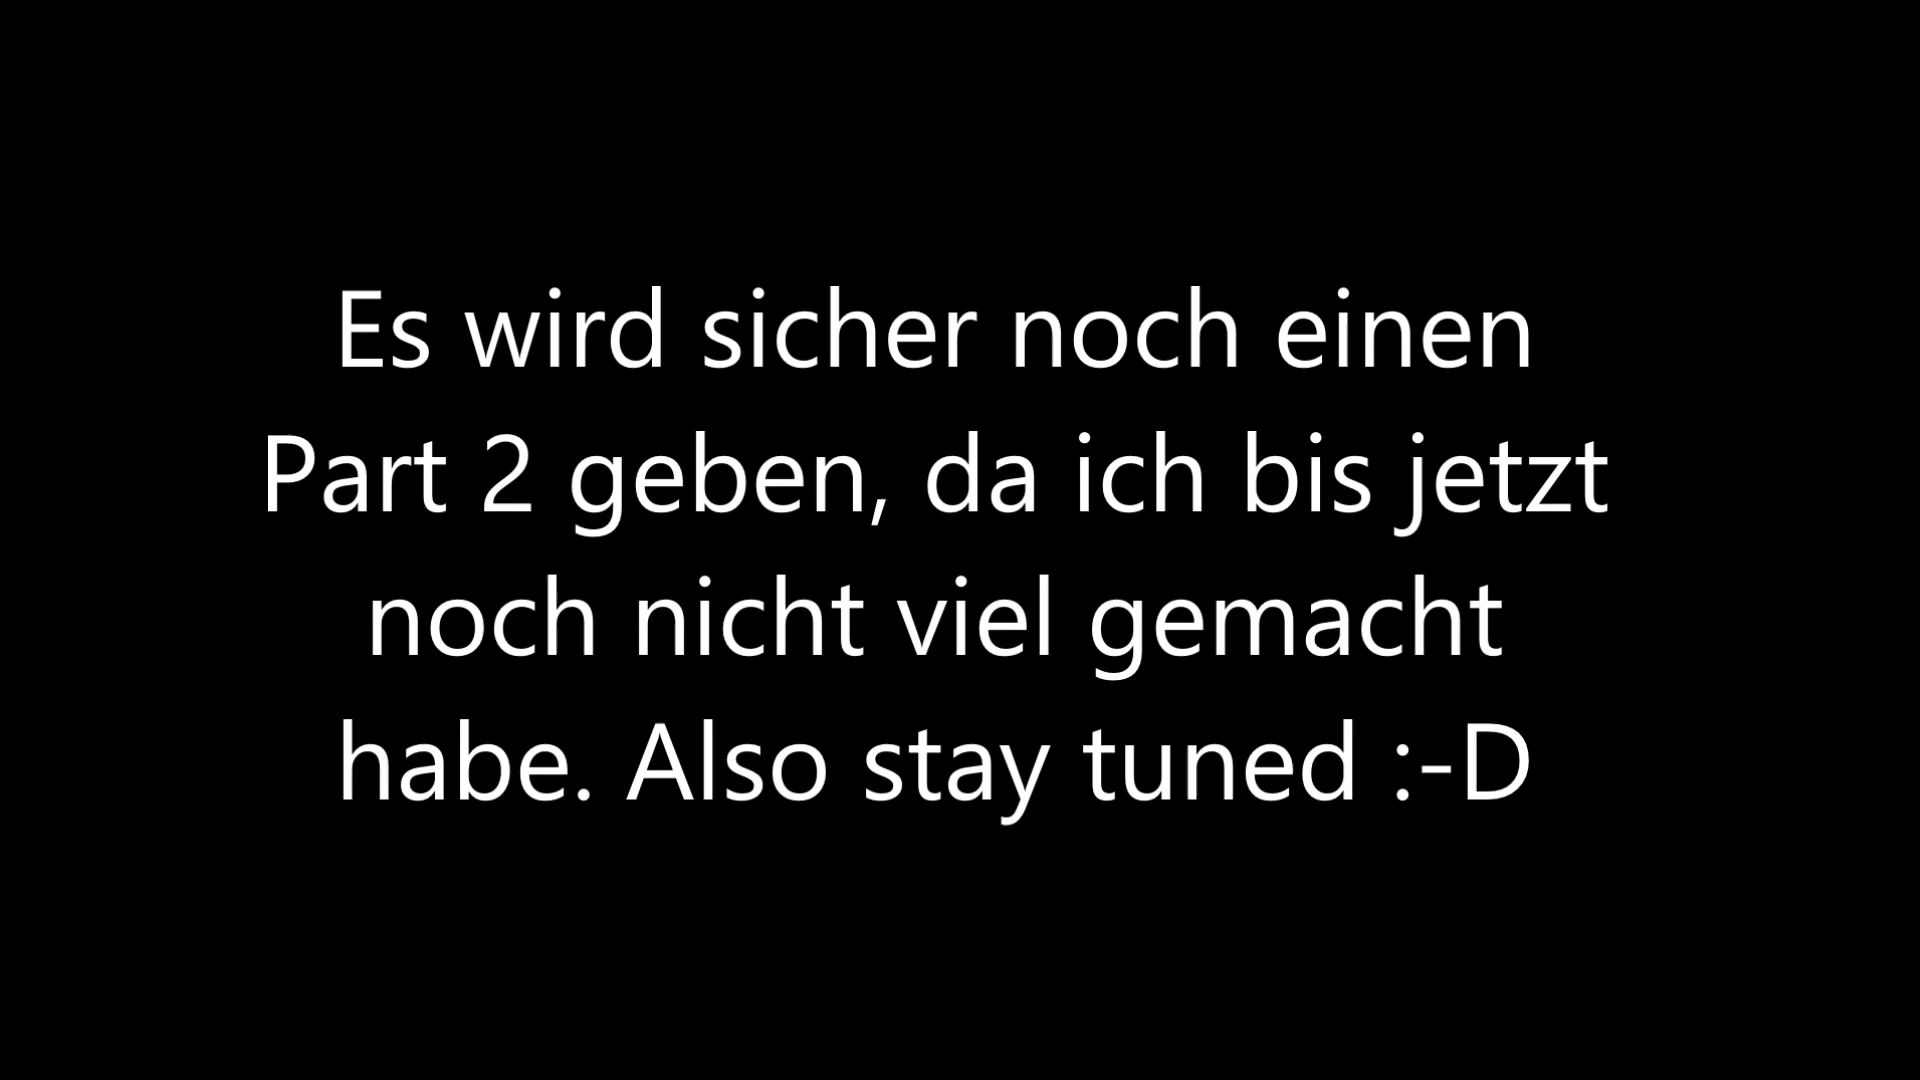 Es wird sicher noch einen
Part 2 geben, da ich bis jetzt
noch nicht viel gemacht
habe. Also stay tuned :-D